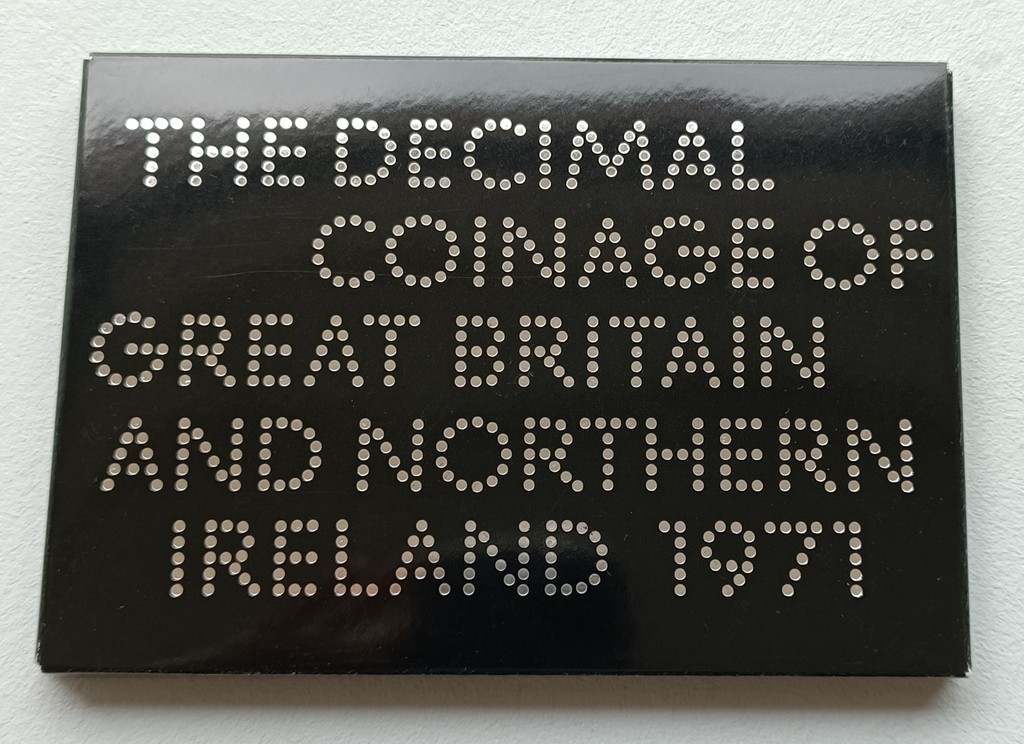 THE DECIMAL
COINAGE OF
GREAT BRITAIN
AND NORTHERN
IRELAND 1971